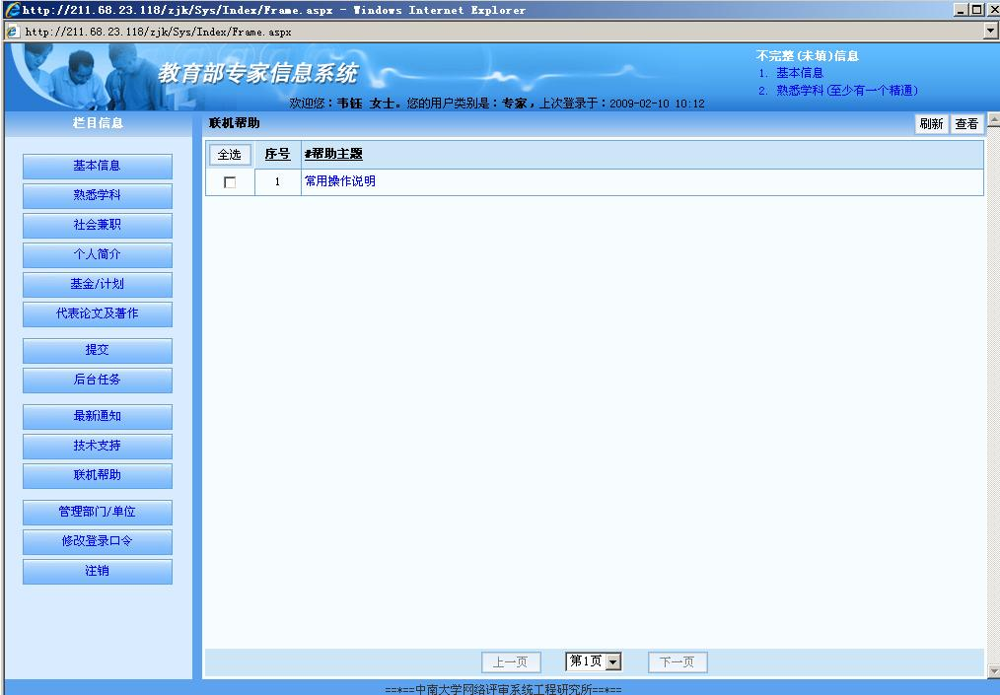 http://211.68.23.118/zjk/Sys/Index/Frame.aspx - Windows Internet Explorer
http://211.68.23.118/zjk/Sys/Index/Frame.aspx
教育部专家信息系统
不完整(未填)信息
1. 基本信息
2. 熟悉学科(至少有一个精通)
欢迎您：韦钰 女士。您的用户类别是：专家，上次登录于：2009-02-10 10:12
栏目信息
联机帮助
刷新
查看
全选
序号
#帮助主题
1
常用操作说明
基本信息
熟悉学科
社会兼职
个人简介
基金/计划
代表论文及著作
提交
后台任务
最新通知
技术支持
联机帮助
管理部门/单位
修改登录口令
注销
上一页
第1页
下一页
==*==中南大学网络评审系统工程研究所==*==